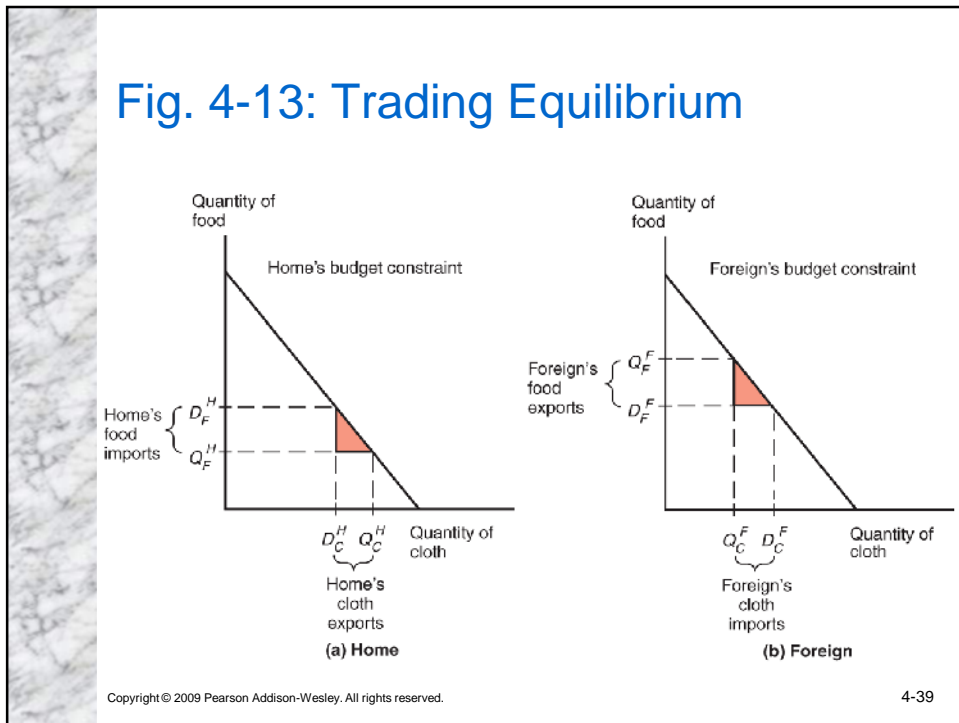 Fig. 4-13: Trading Equilibrium
Quantity of
food
Home's budget constraint
Home's
food
imports
D_F^H
Q_F^H
D_C^H Q_C^H
Quantity of
cloth
Home's
cloth
exports
(a) Home
Quantity of
food
Foreign's budget constraint
Foreign's
food
exports
Q_F^F
D_F^F
Q_C^F D_C^F
Quantity of
cloth
Foreign's
cloth
imports
(b) Foreign
Copyright © 2009 Pearson Addison-Wesley. All rights reserved.
4-39